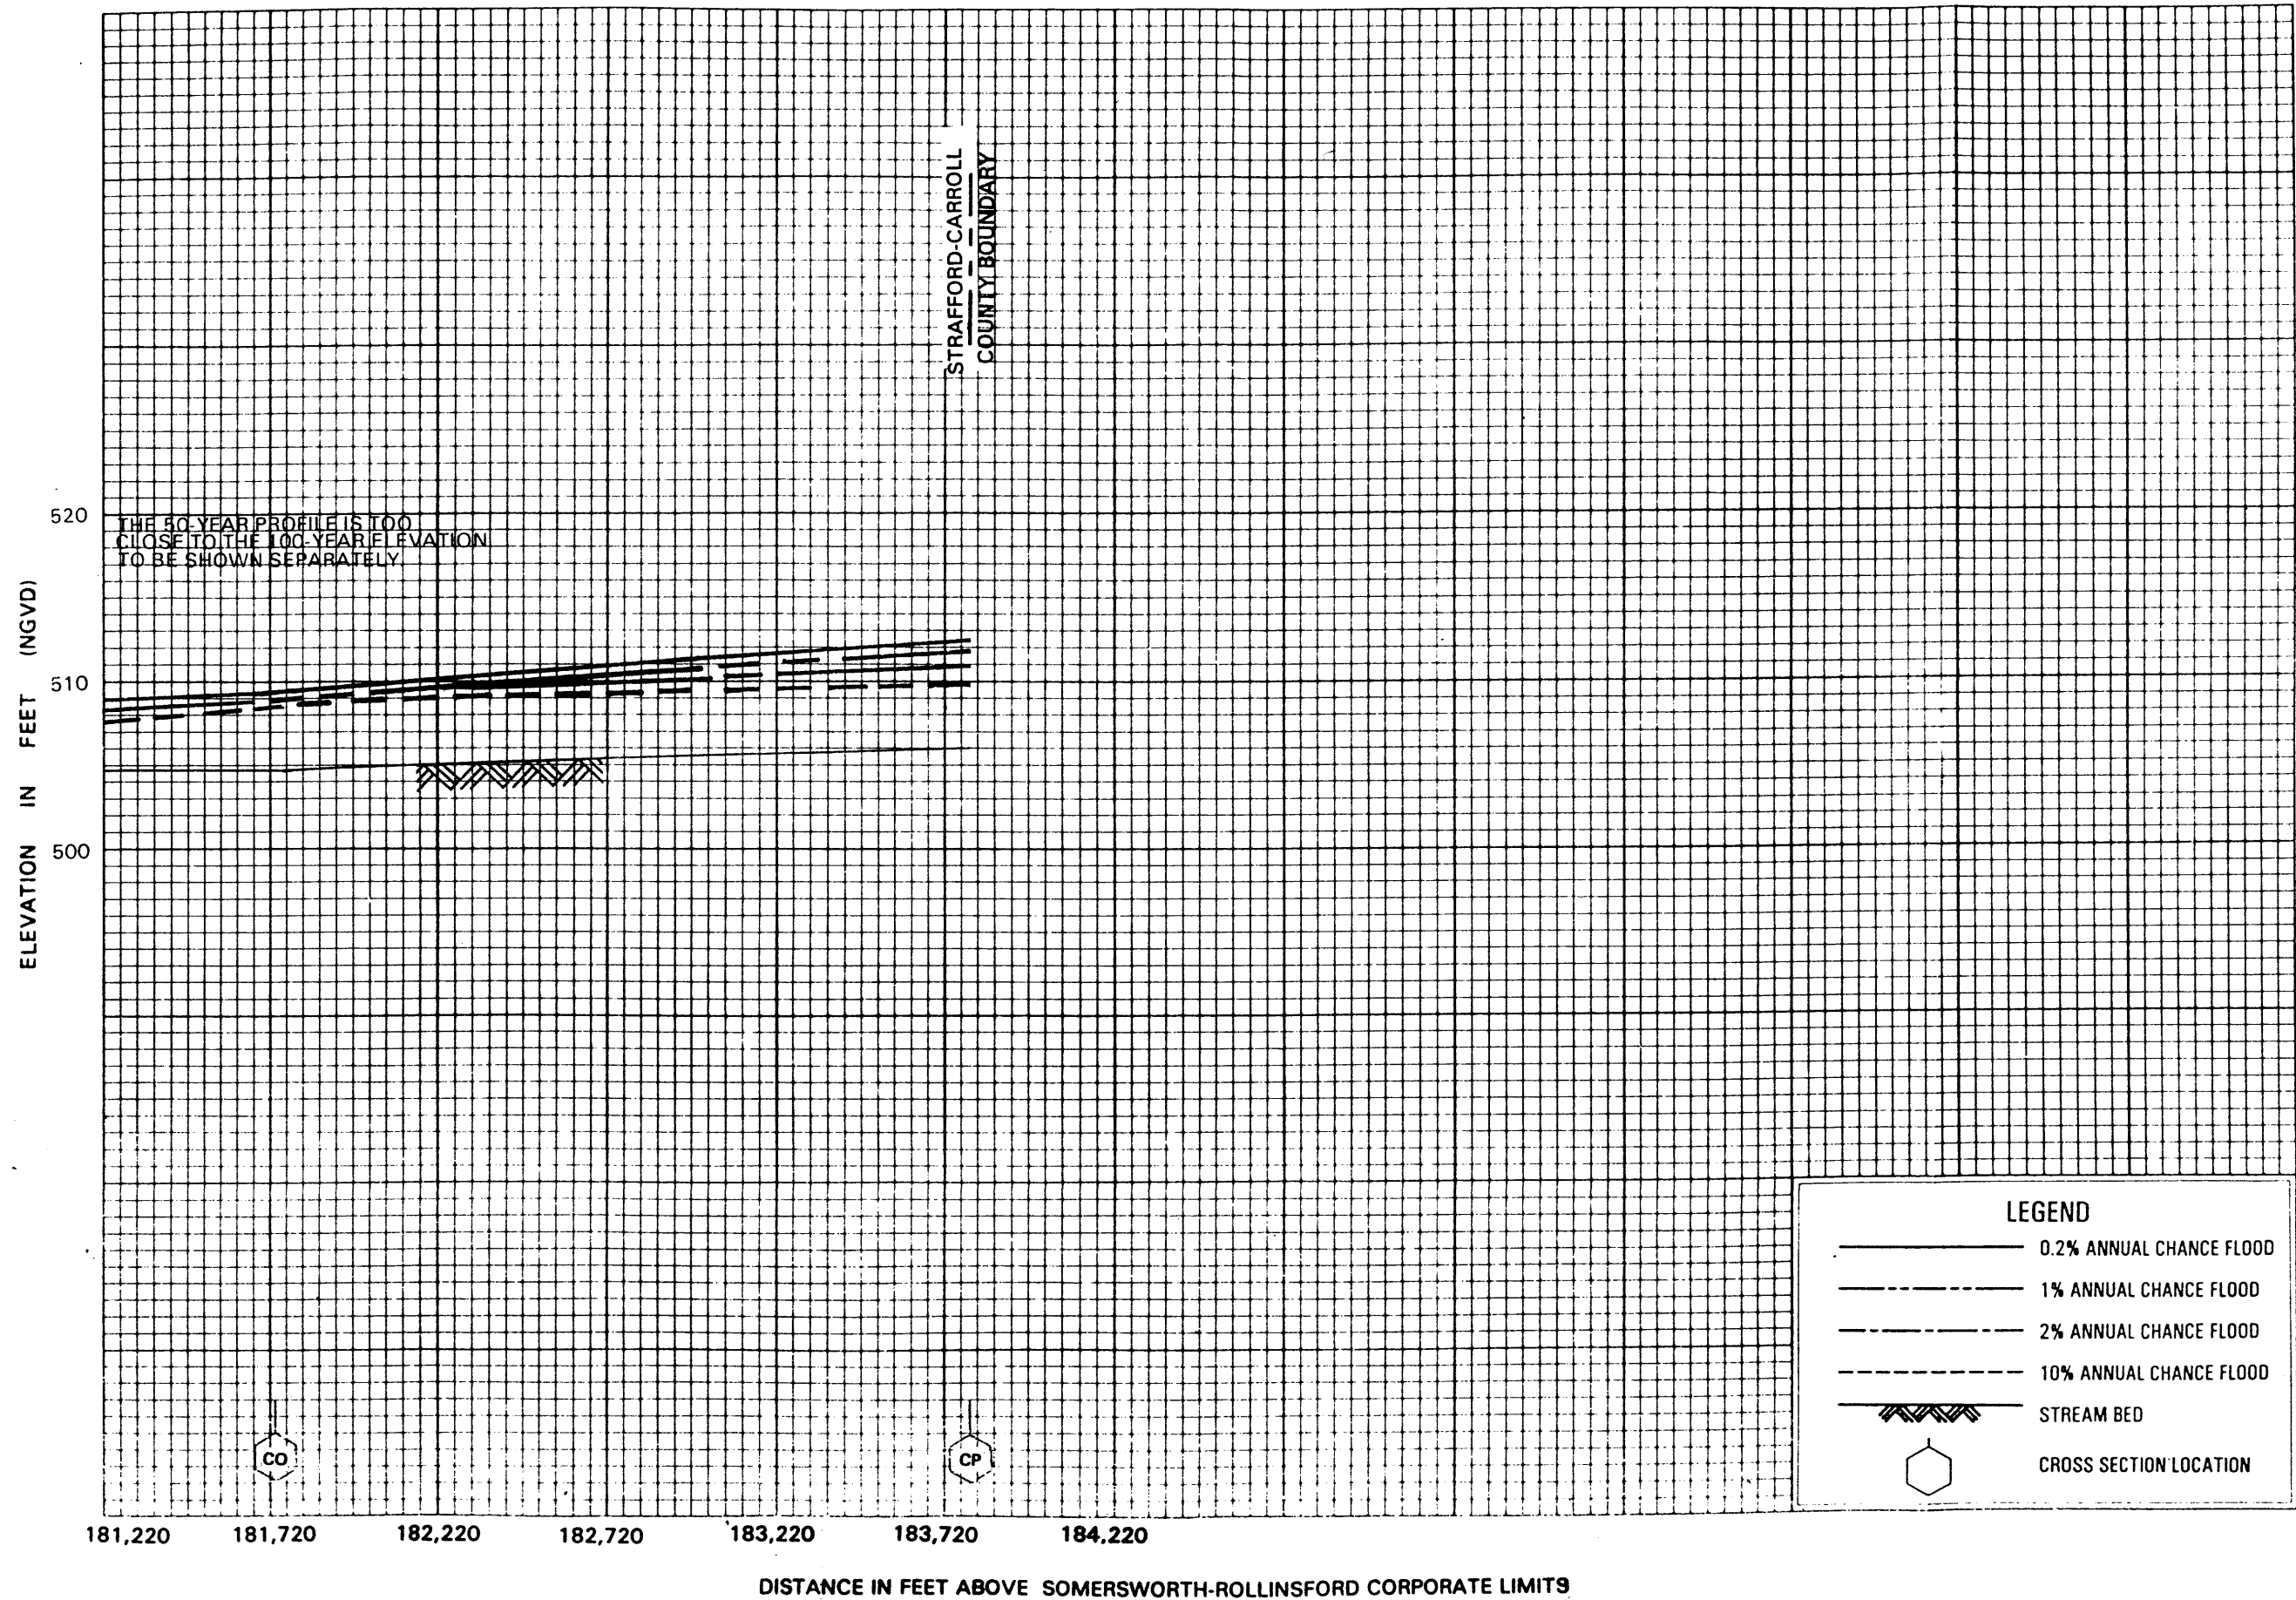 STRAFFORD-CARROLL
COUNTY BOUNDARY
520
THE 50-YEAR PROFILE IS TOO
CLOSE TO THE 100-YEAR ELEVATION
TO BE SHOWN SEPARATELY
510
500
ELEVATION IN FEET (NGVD)
LEGEND
0.2% ANNUAL CHANCE FLOOD
1% ANNUAL CHANCE FLOOD
2% ANNUAL CHANCE FLOOD
10% ANNUAL CHANCE FLOOD
STREAM BED
CROSS SECTION LOCATION
CO
CP
181,220 181,720 182,220 182,720 183,220 183,720 184,220
DISTANCE IN FEET ABOVE SOMERSWORTH-ROLLINSFORD CORPORATE LIMITS